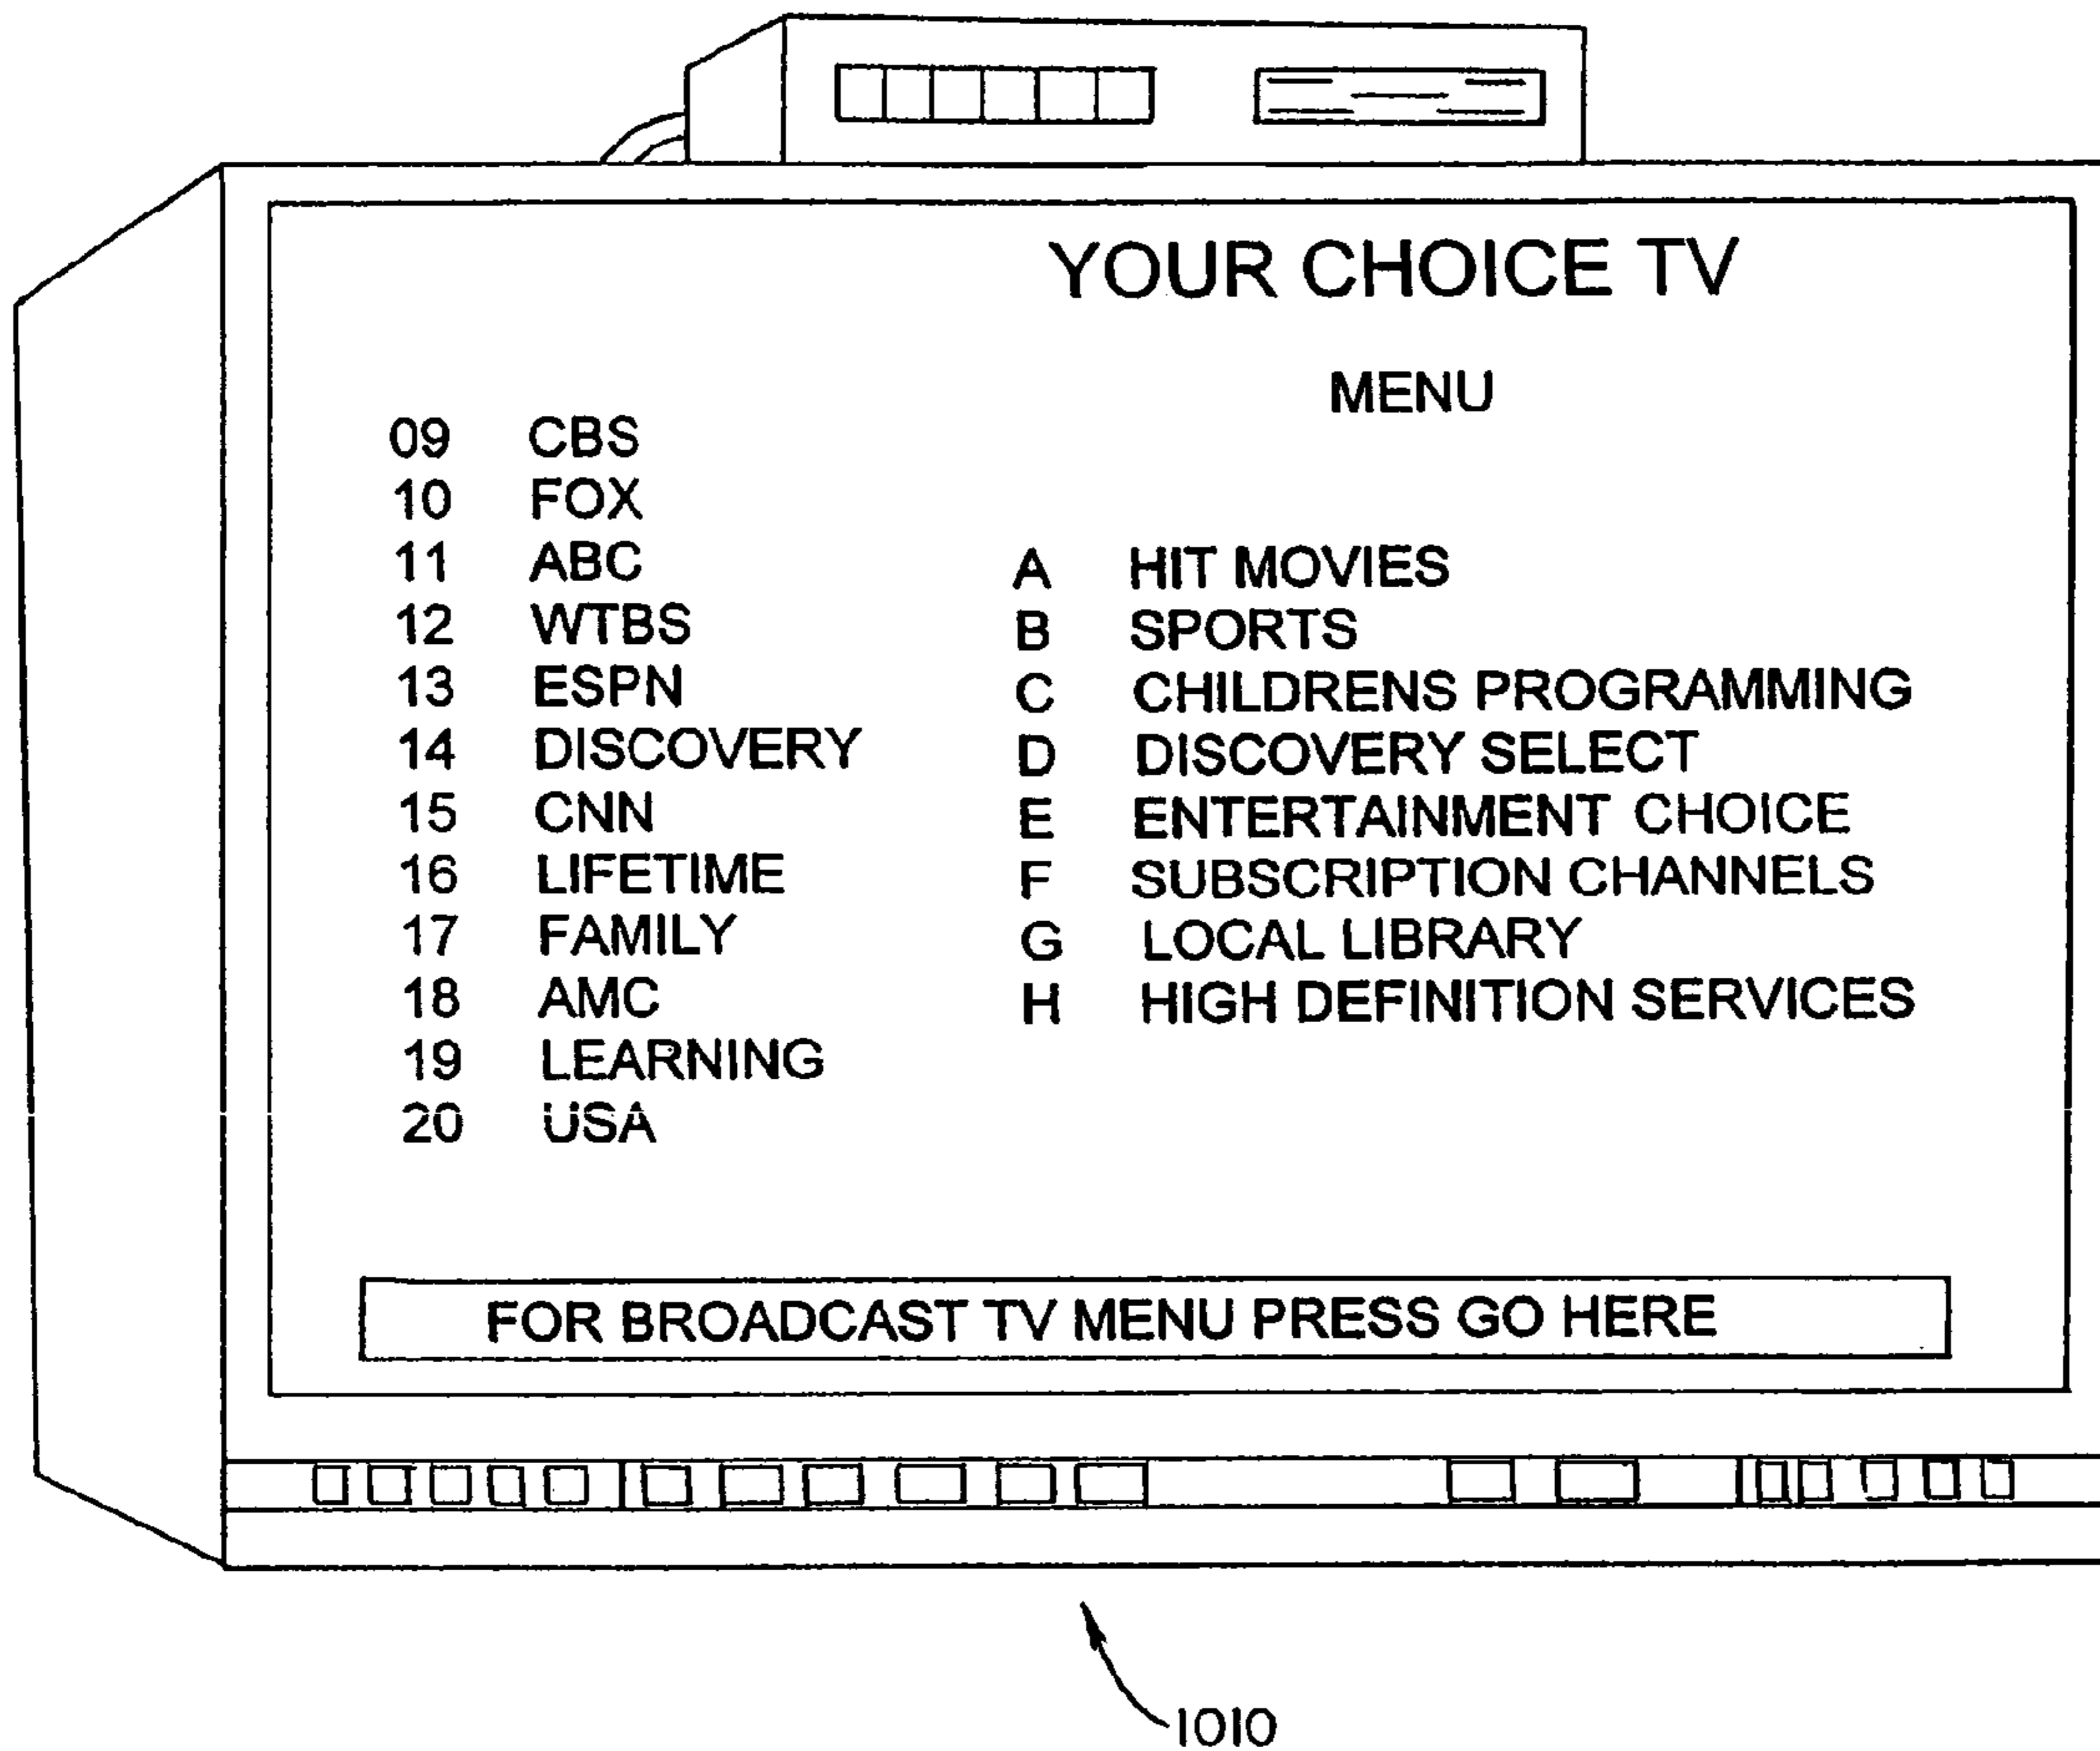 YOUR CHOICE TV
MENU
09 CBS
10 FOX
11 ABC
12 WTBS
13 ESPN
14 DISCOVERY
15 CNN
16 LIFETIME
17 FAMILY
18 AMC
19 LEARNING
20 USA
A HIT MOVIES
B SPORTS
C CHILDRENS PROGRAMMING
D DISCOVERY SELECT
E ENTERTAINMENT CHOICE
F SUBSCRIPTION CHANNELS
G LOCAL LIBRARY
H HIGH DEFINITION SERVICES
FOR BROADCAST TV MENU PRESS GO HERE
1010